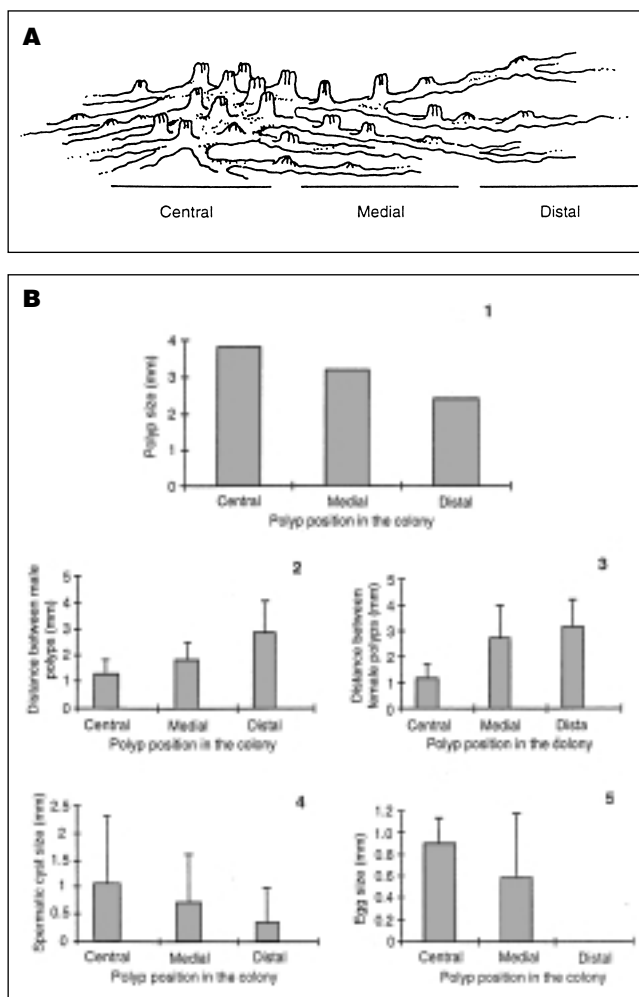 A
Central Medial Distal
B
1
Polyp size (mm)
4
3
2
1
0
Central Medial Distal
Polyp position in the colony
2
Distance between male
polyps (mm)
5
4
3
2
1
0
Central Medial Distal
Polyp position in the colony
3
Distance between
female polyps (mm)
5
4
3
2
1
0
Central Medial Dista
Polyp position in the dolony
4
Spermatic cyst size (mm)
2.5
2
1.5
1
0.5
0
Central Medial Distal
Polyp position in the colony
5
Egg size (mm)
1.2
1.0
0.8
0.6
0.4
0.2
0
Central Medial Distal
Polyp position in the colony